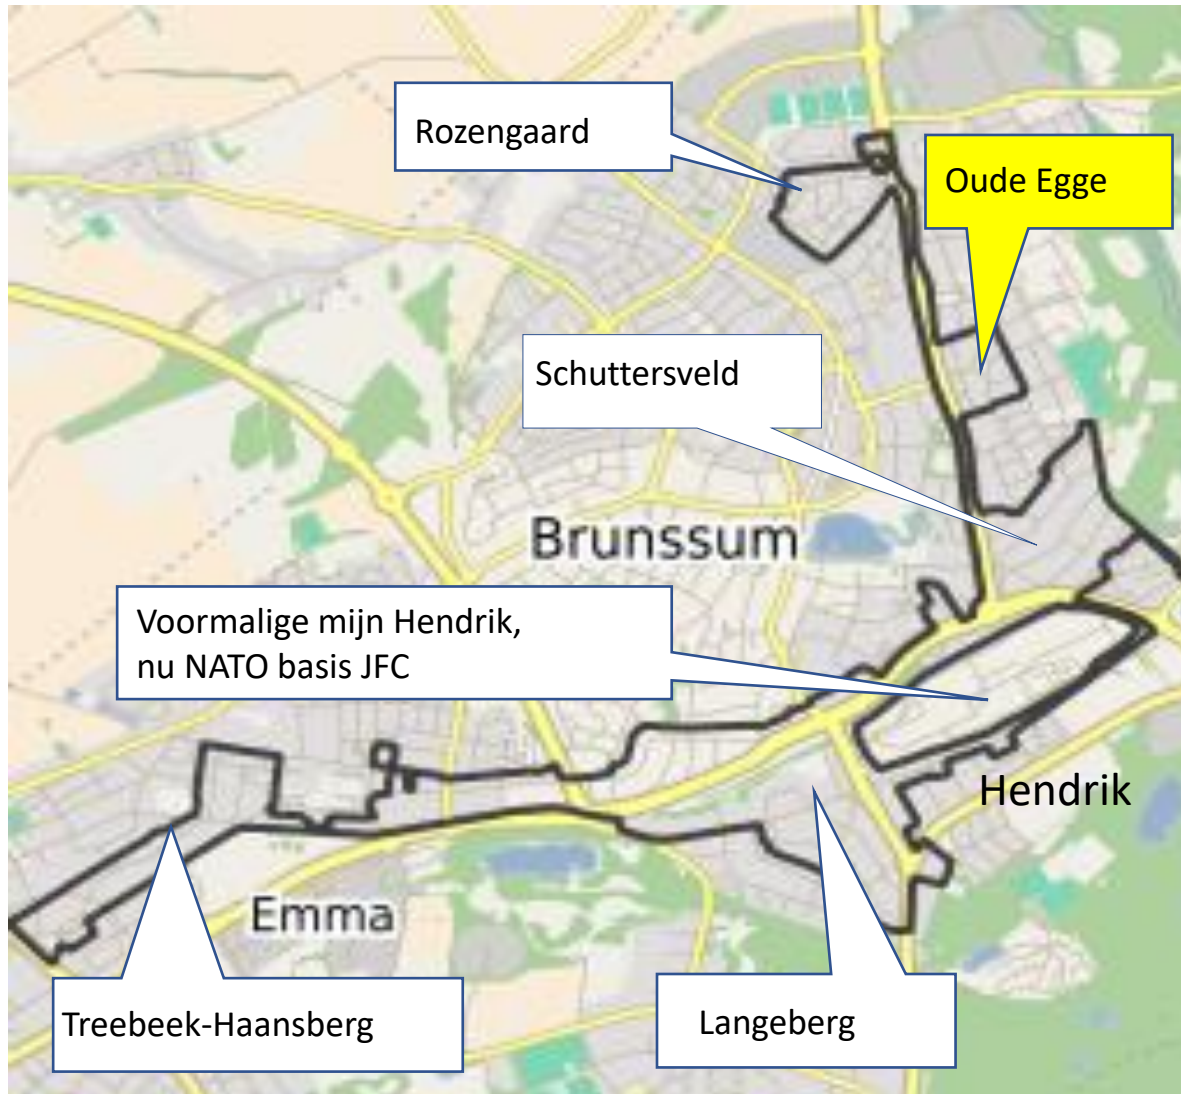 Rozengaard
Oude Egge
Schuttersveld
Brunssum
Voormalige mijn Hendrik,
nu NATO basis JFC
Hendrik
Emma
Treebeek-Haansberg
Langeberg